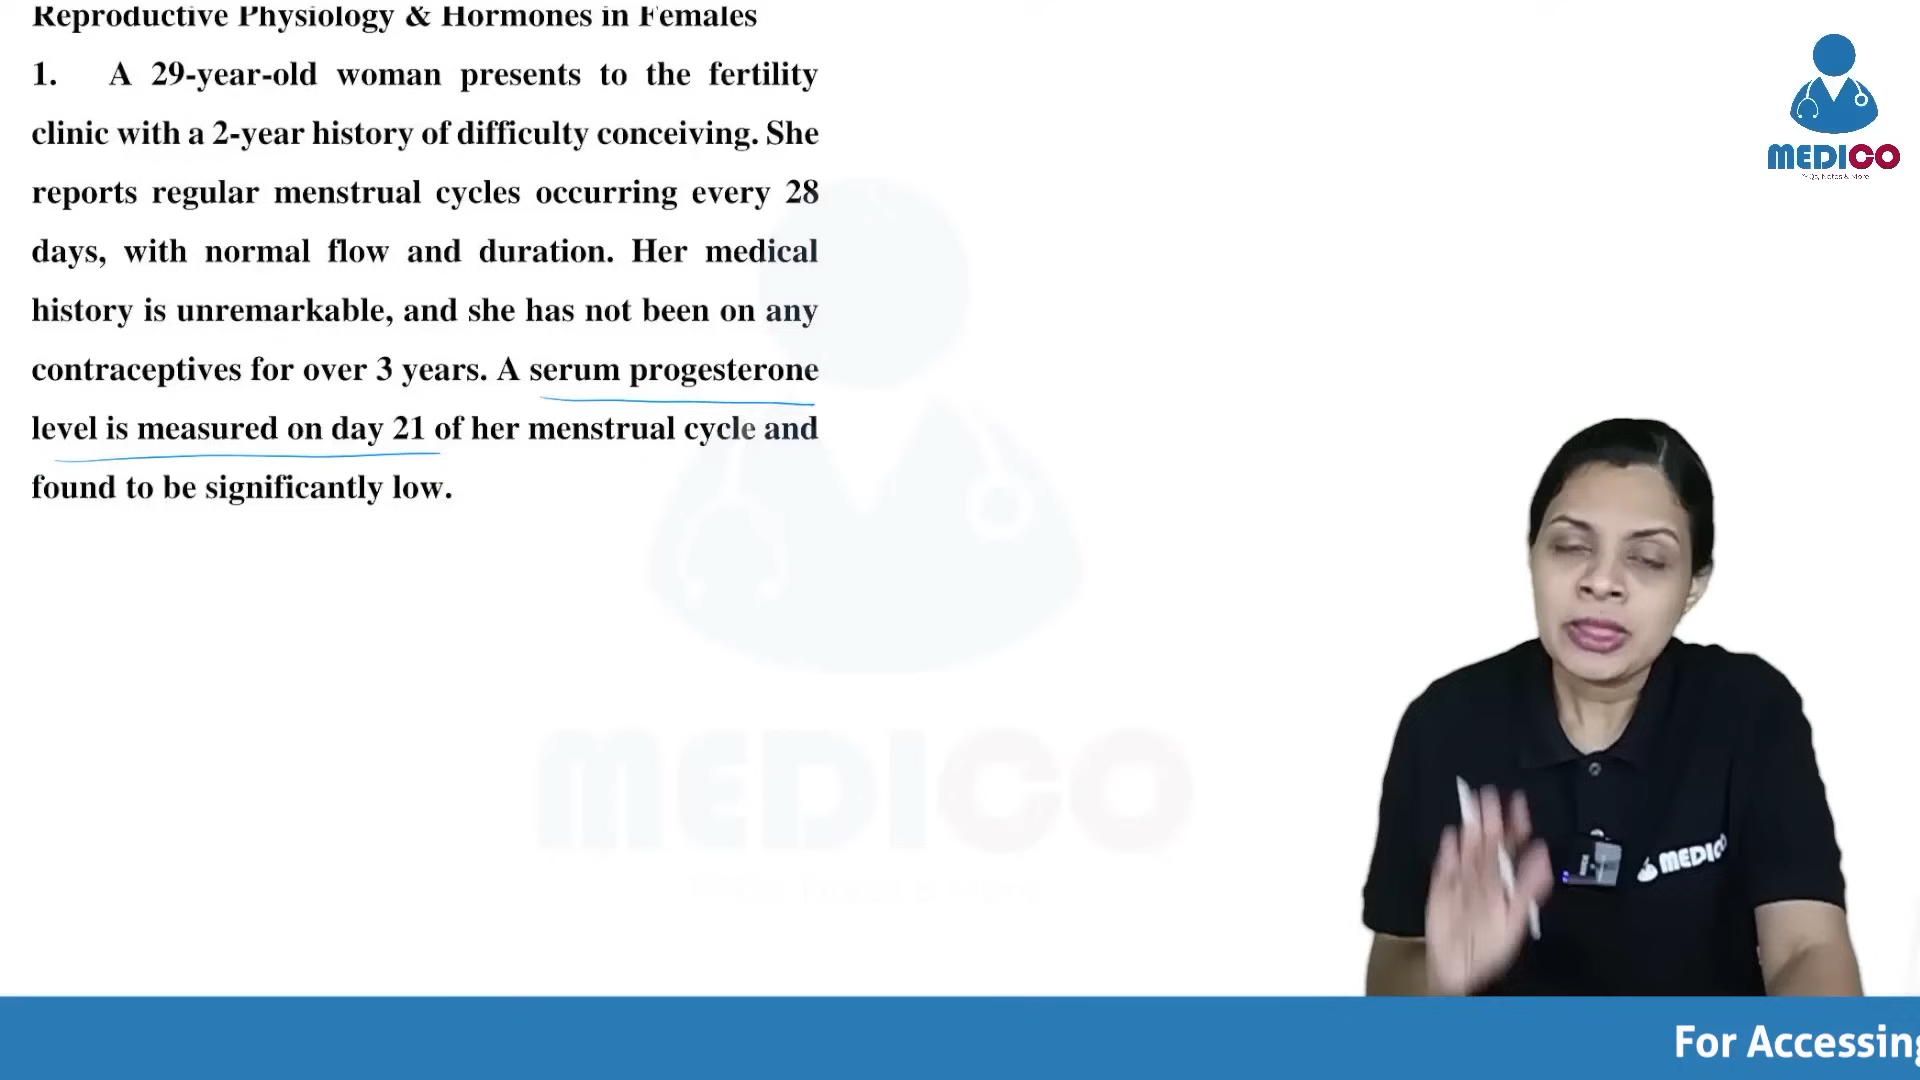 Reproductive Physiology & Hormones in Females
1. A 29-year-old woman presents to the fertility
clinic with a 2-year history of difficulty conceiving. She
reports regular menstrual cycles occurring every 28
days, with normal flow and duration. Her medical
history is unremarkable, and she has not been on any
contraceptives for over 3 years. A serum progesterone
level is measured on day 21 of her menstrual cycle and
found to be significantly low.
MEDICO
MEDICO
MEDICO
For Accessing